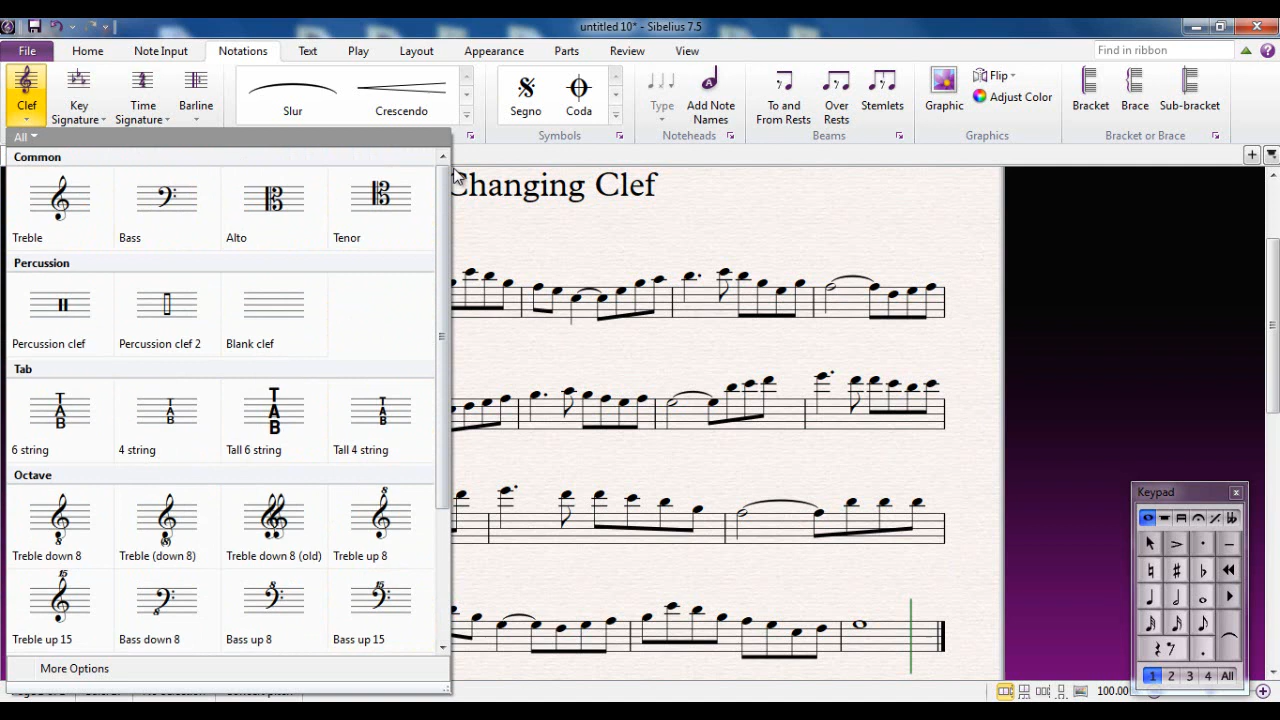 untitled 10* - Sibelius 7.5
File Home Note Input Notations Text Play Layout Appearance Parts Review View Find in ribbon
Clef Key Signature Time Signature Barline
Slur Crescendo
Segno Coda
Symbols
Type Add Note Names
Noteheads
To and From Rests Over Rests Stemlets
Beams
Graphic Flip Adjust Color
Graphics
Bracket Brace Sub-bracket
Bracket or Brace
All
Common
Treble Bass Alto Tenor
Percussion
Percussion clef Percussion clef 2 Blank clef
Tab
6 string 4 string Tall 6 string Tall 4 string
Octave
Treble down 8 Treble (down 8) Treble down 8 (old) Treble up 8
Treble up 15 Bass down 8 Bass up 8 Bass up 15
More Options
Changing Clef
Keypad
1 2 3 4 All
100.00